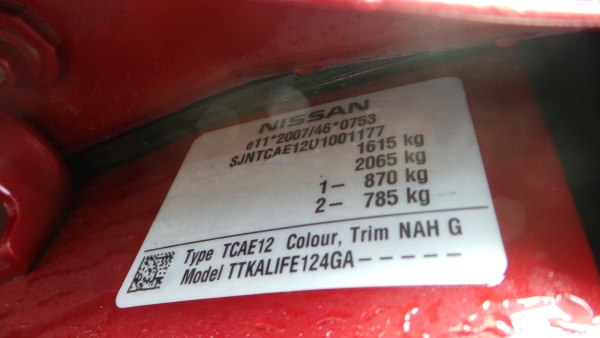 NISSAN
e11*2007/46*0753
SJNTCAE12U1001177
1615 kg
2065 kg
1- 870 kg
2- 785 kg
Type TCAE12 Colour, Trim NAH G
Model TTKALIFE124GA-----